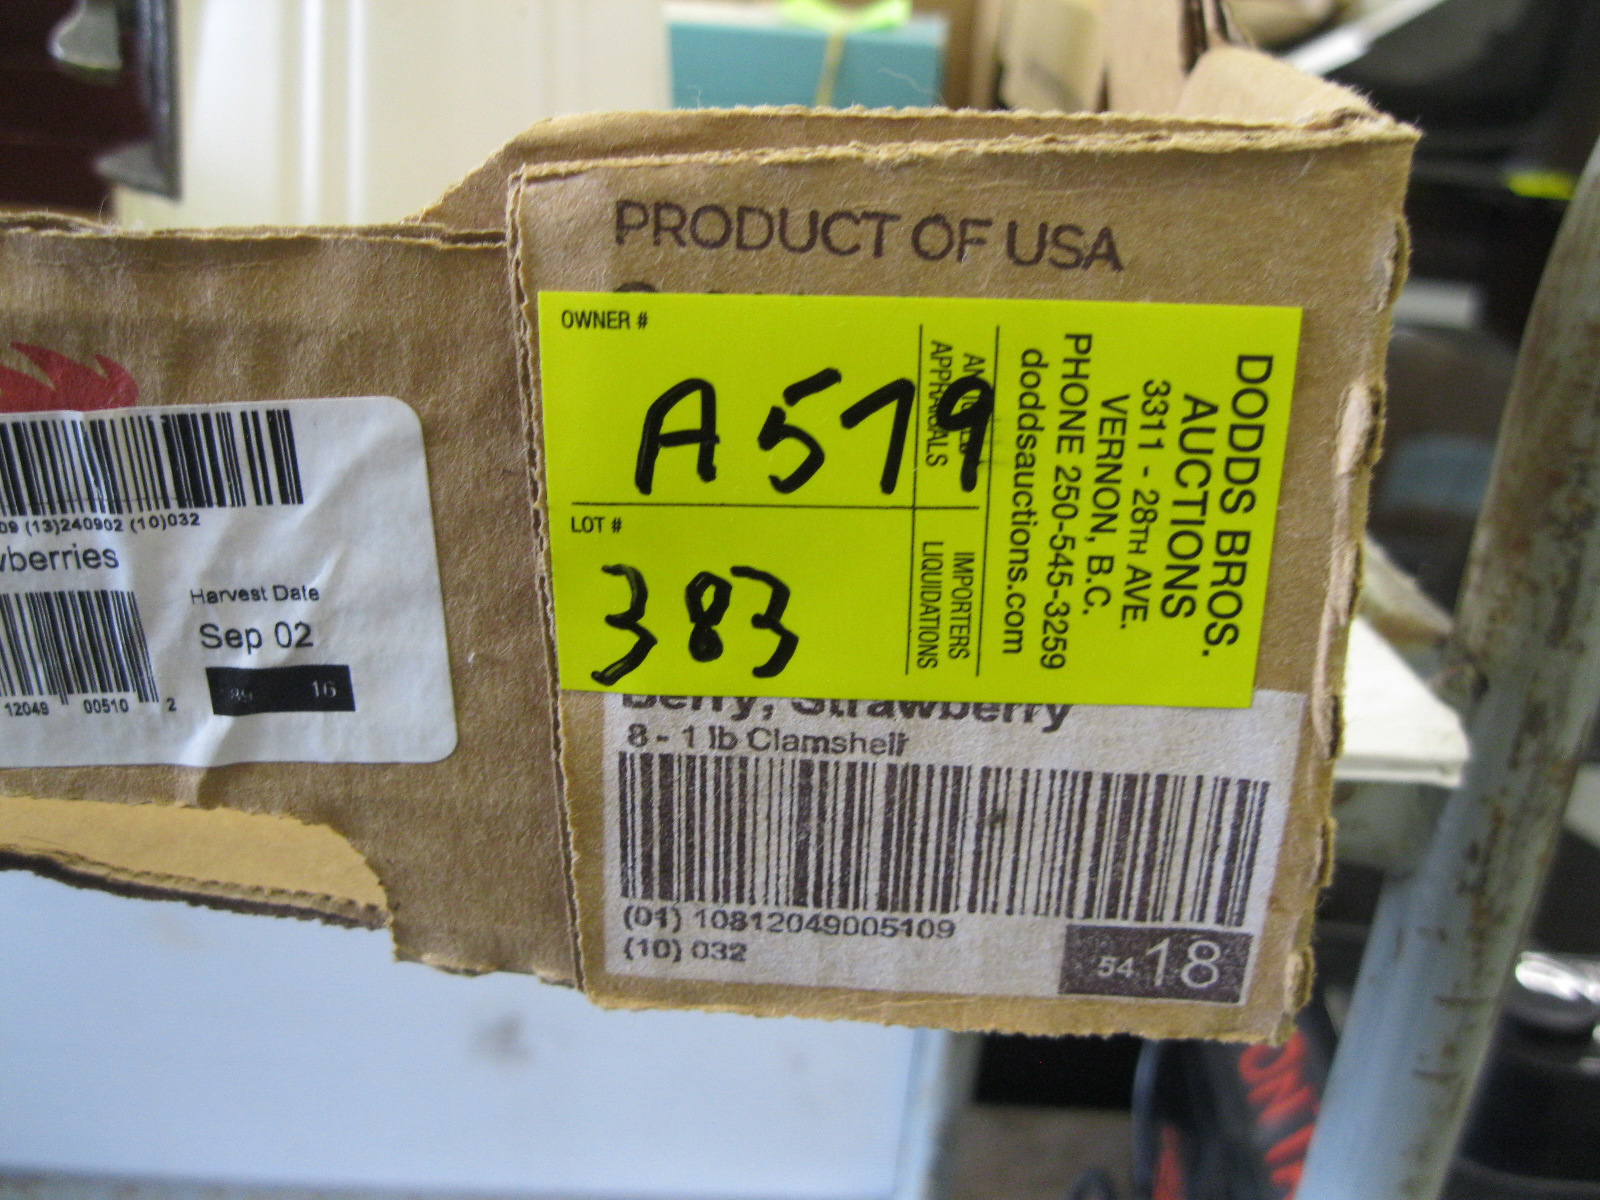 PRODUCT OF USA
OWNER #
A 579
LOT #
383
APPRAISALS
IMPORTERS
LIQUIDATIONS
DODDS BROS.
AUCTIONS
3311 - 28TH AVE.
VERNON, B.C.
PHONE 250-545-3259
doddsauctions.com
Berry, Strawberry
8 - 1 lb Clamshell
(01) 10812049005109
(10) 032
54 18
09 (13)240902 (10)032
wberries
Harvest Date
Sep 02
16
12049 00510 2
ON